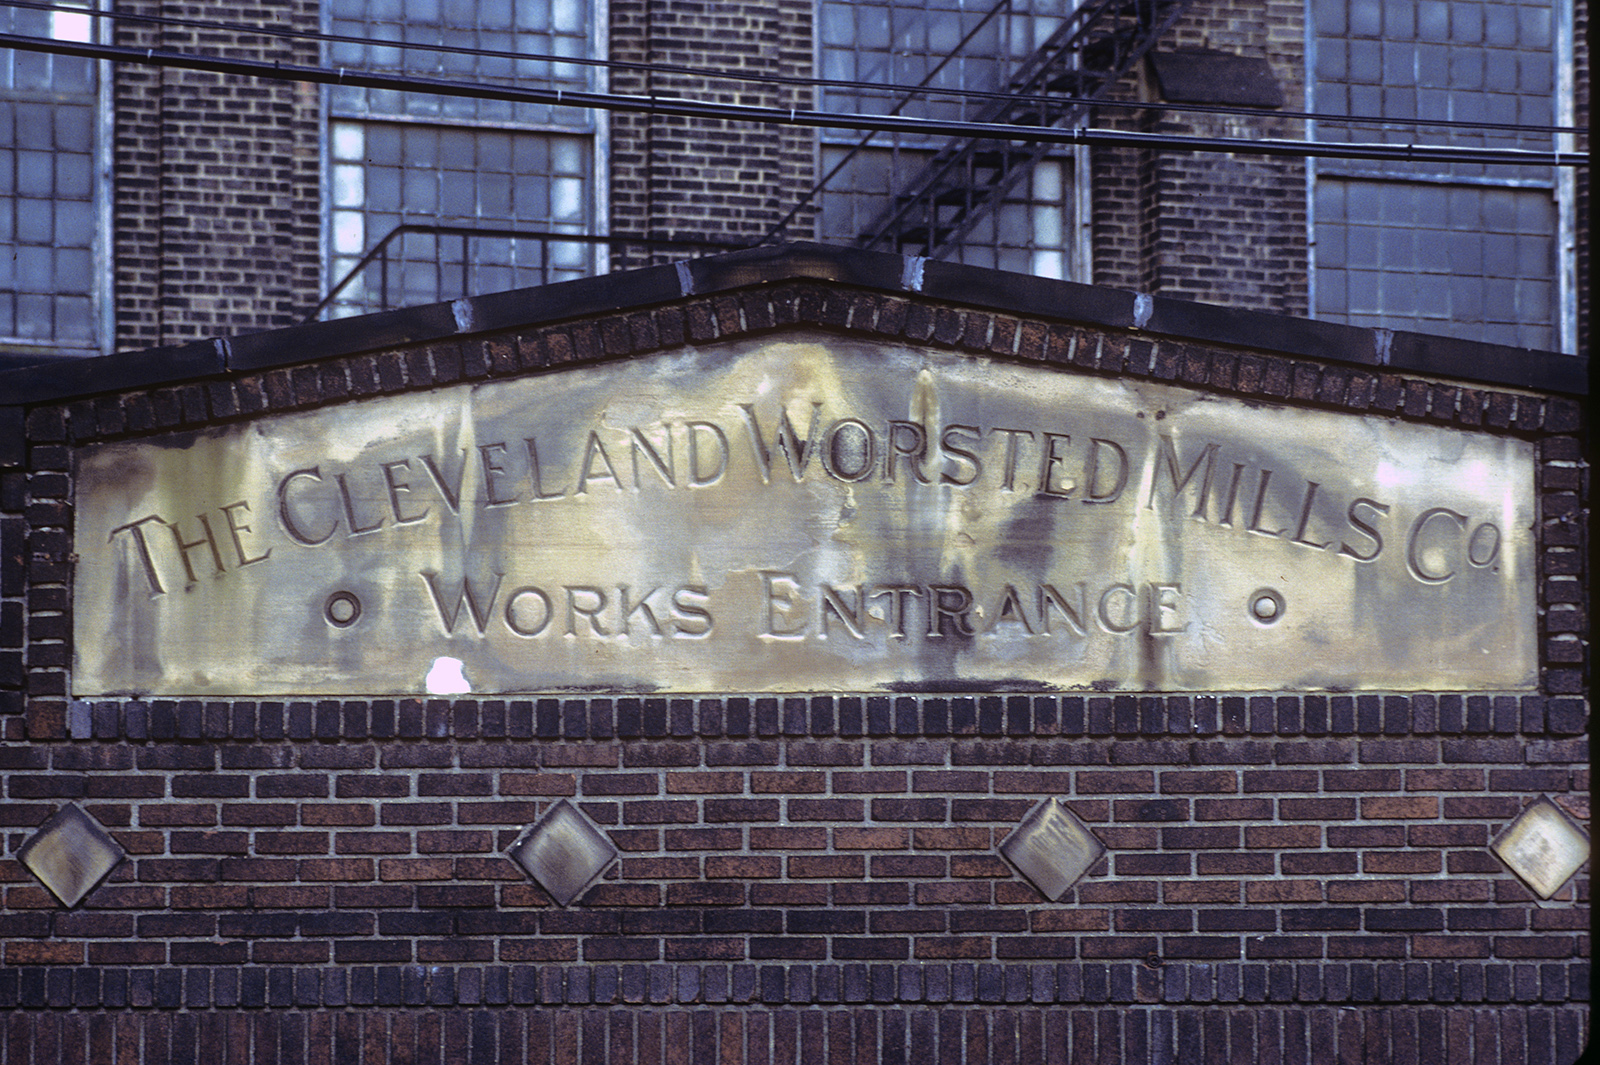 The Cleveland Worsted Mills Co.
Works Entrance